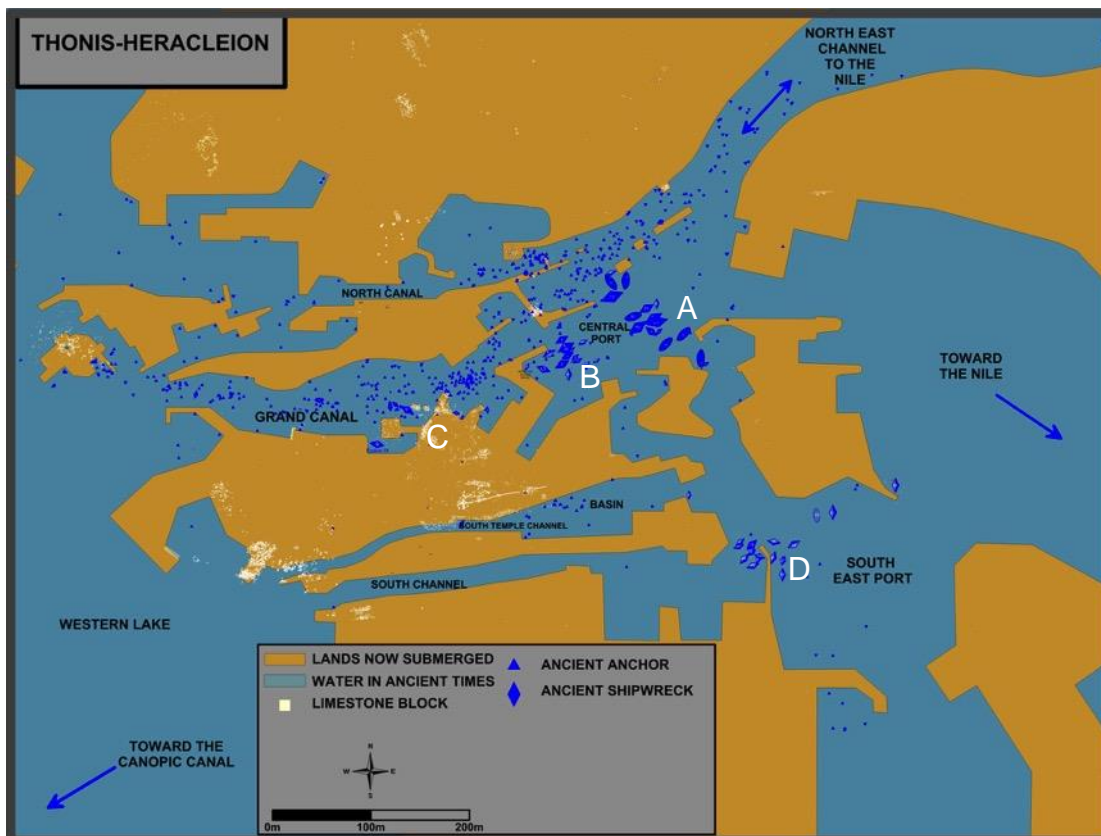 THONIS-HERACLEION
NORTH EAST
CHANNEL
TO THE
NILE
NORTH CANAL
A
CENTRAL
PORT
B
TOWARD
THE NILE
GRAND CANAL
C
BASIN
SOUTH TEMPLE CHANNEL
D
SOUTH
EAST PORT
SOUTH CHANNEL
WESTERN LAKE
LANDS NOW SUBMERGED
WATER IN ANCIENT TIMES
LIMESTONE BLOCK
ANCIENT ANCHOR
ANCIENT SHIPWRECK
TOWARD THE
CANOPIC CANAL
N
W E
S
0m 100m 200m